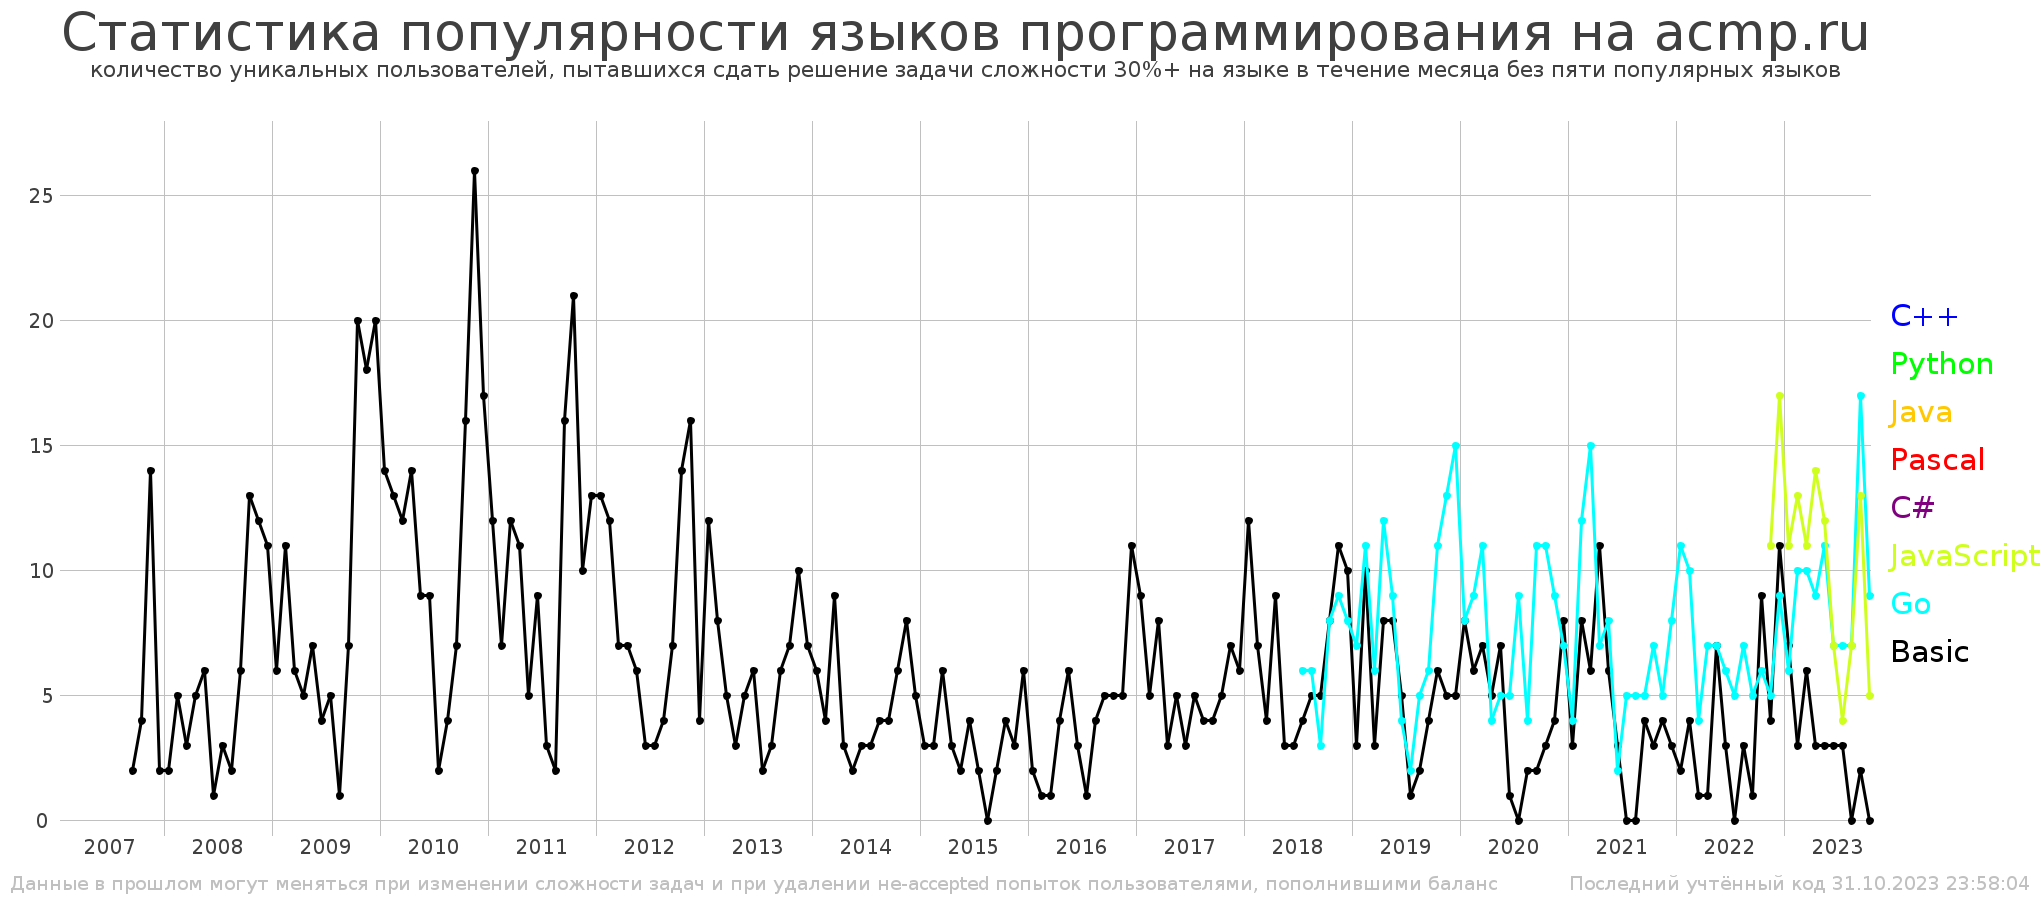 Статистика популярности языков программирования на acmp.ru
количество уникальных пользователей, пытавшихся сдать решение задачи сложности 30%+ на языке в течение месяца без пяти популярных языков
25
20
15
10
5
0
C++
Python
Java
Pascal
C#
JavaScript
Go
Basic
2007 2008 2009 2010 2011 2012 2013 2014 2015 2016 2017 2018 2019 2020 2021 2022 2023
Данные в прошлом могут меняться при изменении сложности задач и при удалении не-accepted попыток пользователями, пополнившими баланс Последний учтённый код 31.10.2023 23:58:04